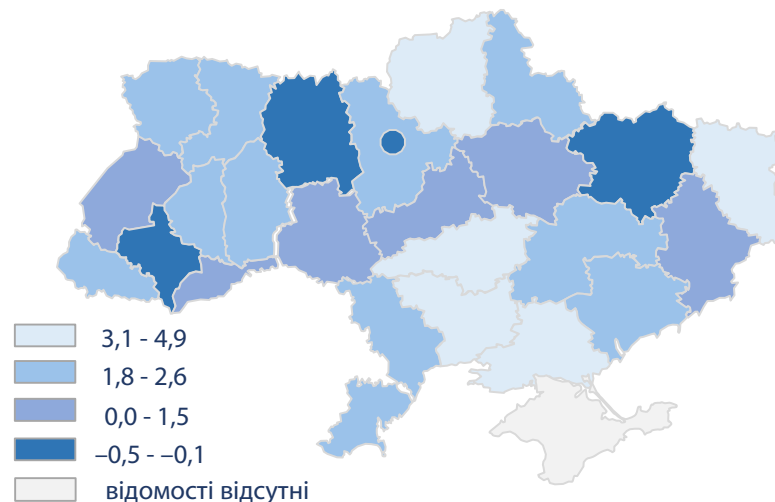 3,1 - 4,9
1,8 - 2,6
0,0 - 1,5
–0,5 - –0,1
відомості відсутні